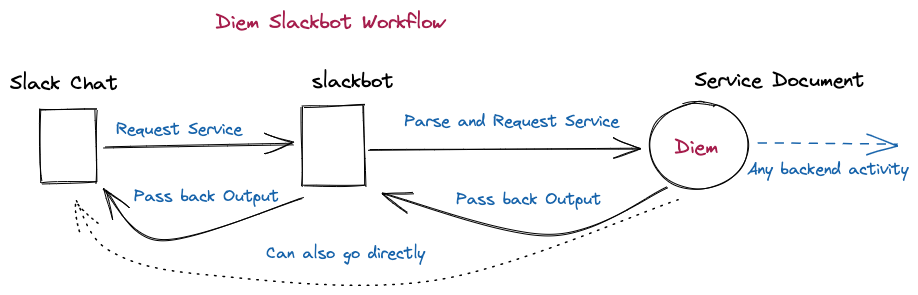 Diem Slackbot Workflow
Slack Chat
slackbot
Service Document
Request Service
Parse and Request Service
Diem
Any backend activity
Pass back Output
Pass back Output
Can also go directly